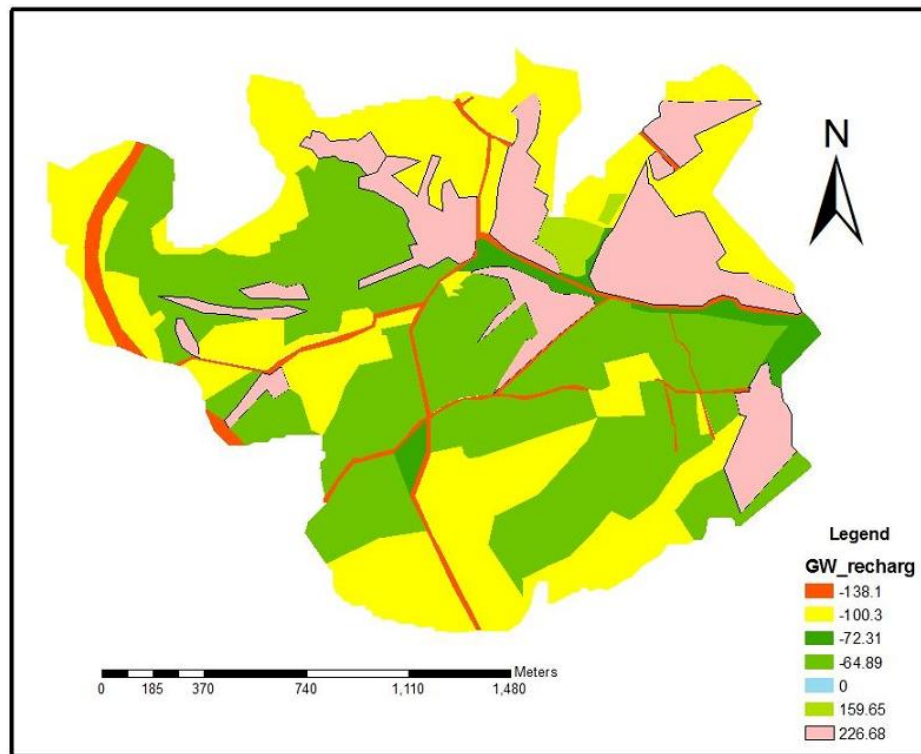 N
Legend
GW_recharg
-138.1
-100.3
-72.31
-64.89
0
159.65
226.68
Meters
0 185 370 740 1,110 1,480